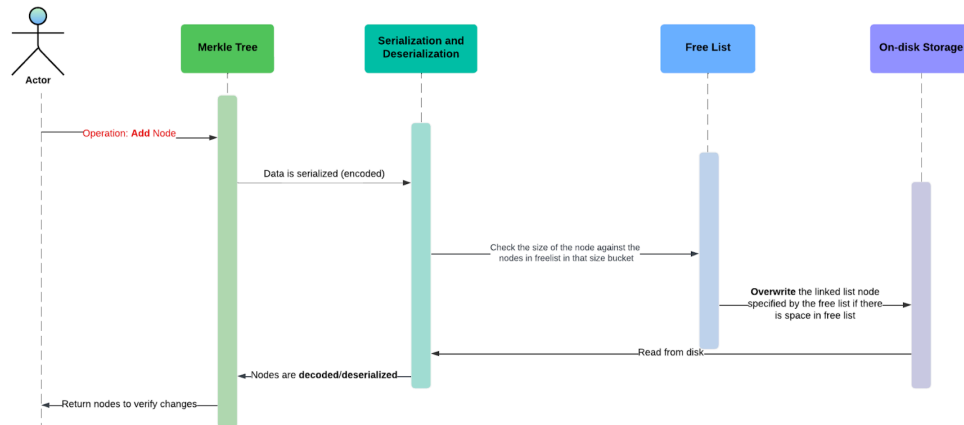 Actor
Merkle Tree
Serialization and
Deserialization
Free List
On-disk Storage
Operation: Add Node
Data is serialized (encoded)
Check the size of the node against the
nodes in freelist in that size bucket
Overwrite the linked list node
specified by the free list if there
is space in free list
Read from disk
Nodes are decoded/deserialized
Return nodes to verify changes